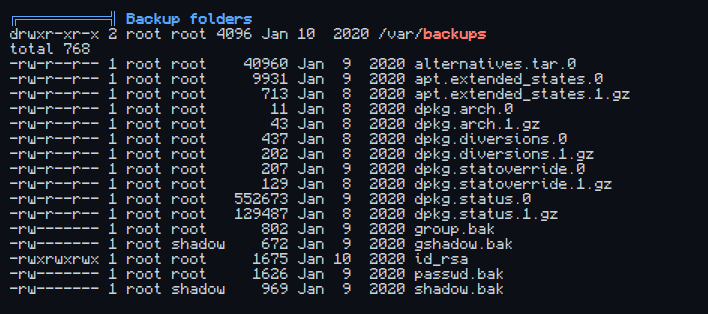 ╔══════════╣ Backup folders
drwxr-xr-x 2 root root 4096 Jan 10  2020 /var/backups
total 768
-rw-r--r-- 1 root root    40960 Jan  9  2020 alternatives.tar.0
-rw-r--r-- 1 root root     9931 Jan  9  2020 apt.extended_states.0
-rw-r--r-- 1 root root      713 Jan  8  2020 apt.extended_states.1.gz
-rw-r--r-- 1 root root       11 Jan  8  2020 dpkg.arch.0
-rw-r--r-- 1 root root       43 Jan  8  2020 dpkg.arch.1.gz
-rw-r--r-- 1 root root      437 Jan  8  2020 dpkg.diversions.0
-rw-r--r-- 1 root root      202 Jan  8  2020 dpkg.diversions.1.gz
-rw-r--r-- 1 root root      207 Jan  9  2020 dpkg.statoverride.0
-rw-r--r-- 1 root root      129 Jan  8  2020 dpkg.statoverride.1.gz
-rw-r--r-- 1 root root   552673 Jan  9  2020 dpkg.status.0
-rw-r--r-- 1 root root   129487 Jan  8  2020 dpkg.status.1.gz
-rw------- 1 root root      802 Jan  9  2020 group.bak
-rw------- 1 root shadow    672 Jan  9  2020 gshadow.bak
-rwxrwxrwx 1 root root     1675 Jan 10  2020 id_rsa
-rw------- 1 root root     1626 Jan  9  2020 passwd.bak
-rw------- 1 root shadow    969 Jan  9  2020 shadow.bak